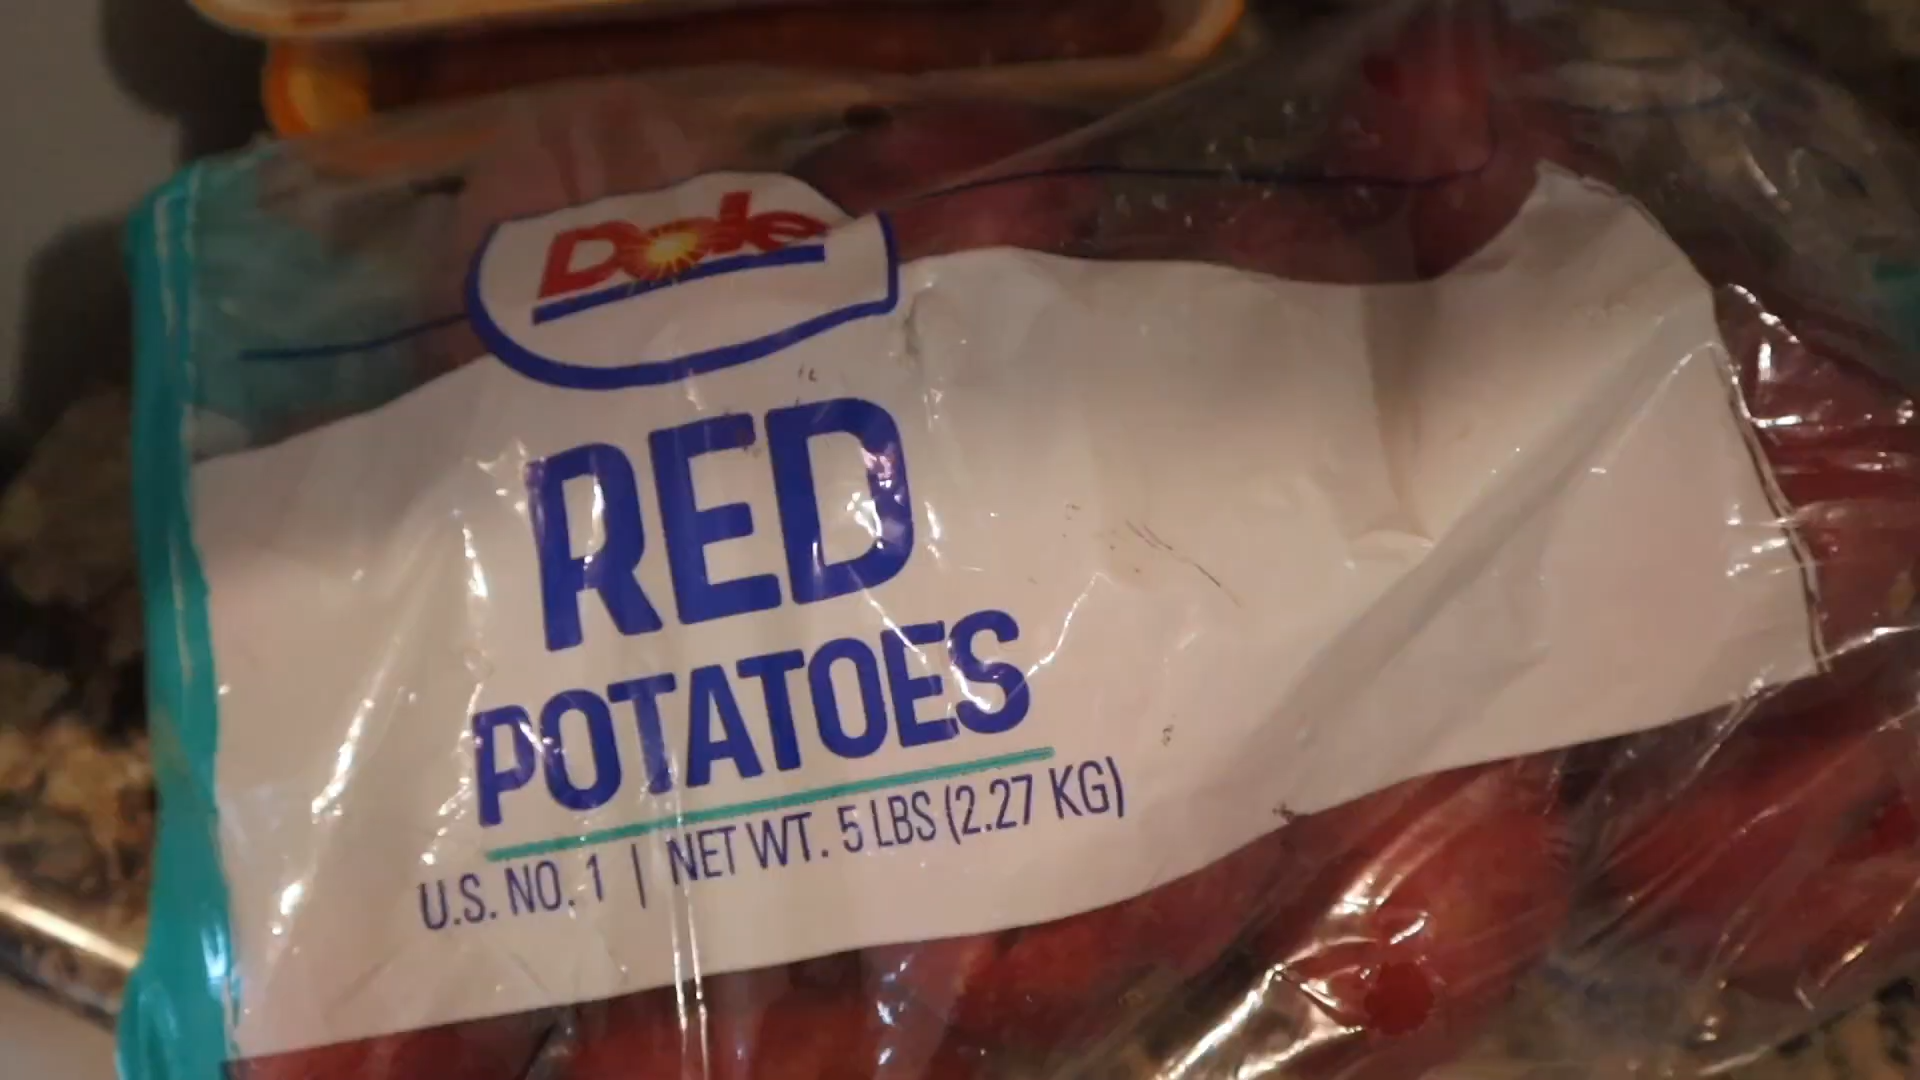 Dole
RED
POTATOES
U.S. NO. 1 | NET WT. 5 LBS (2.27 KG)